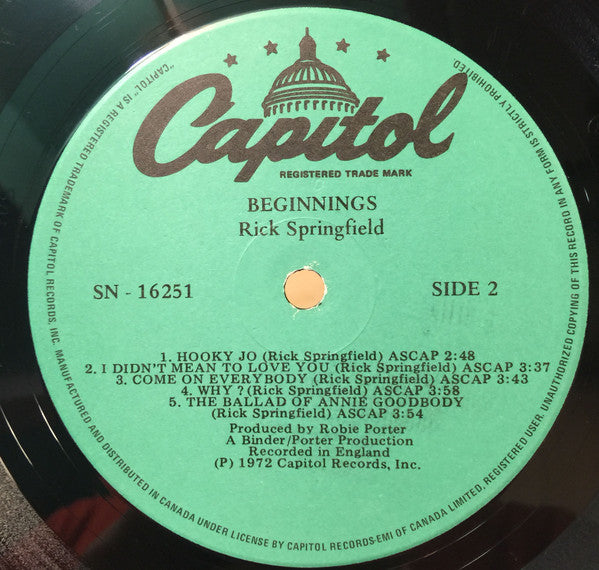 Capitol
REGISTERED TRADE MARK
BEGINNINGS
Rick Springfield
SN - 16251
SIDE 2
1. HOOKY JO (Rick Springfield) ASCAP 2:48
2. I DIDN'T MEAN TO LOVE YOU (Rick Springfield) ASCAP 3:37
3. COME ON EVERYBODY (Rick Springfield) ASCAP 3:43
4. WHY ? (Rick Springfield) ASCAP 3:58
5. THE BALLAD OF ANNIE GOODBODY
(Rick Springfield) ASCAP 3:54
Produced by Robie Porter
A Binder/Porter Production
Recorded in England
(P) 1972 Capitol Records, Inc.
"CAPITOL" IS A REGISTERED TRADEMARK OF CAPITOL RECORDS, INC. MANUFACTURED AND DISTRIBUTED IN CANADA UNDER LICENSE BY CAPITOL RECORDS-EMI OF CANADA LIMITED, REGISTERED USER. UNAUTHORIZED COPYING OF THIS RECORD IN ANY FORM IS STRICTLY PROHIBITED.